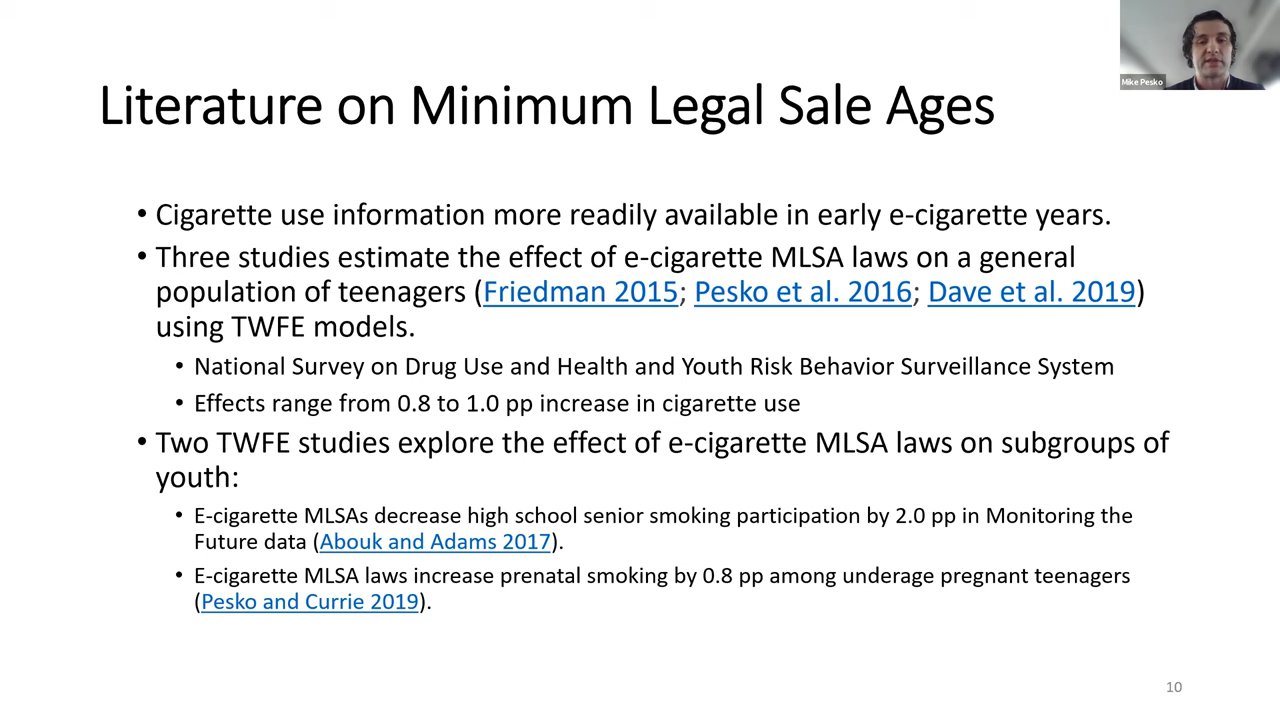 Mike Pesko
Literature on Minimum Legal Sale Ages
• Cigarette use information more readily available in early e-cigarette years.
• Three studies estimate the effect of e-cigarette MLSA laws on a general
population of teenagers (Friedman 2015; Pesko et al. 2016; Dave et al. 2019)
using TWFE models.
• National Survey on Drug Use and Health and Youth Risk Behavior Surveillance System
• Effects range from 0.8 to 1.0 pp increase in cigarette use
• Two TWFE studies explore the effect of e-cigarette MLSA laws on subgroups of
youth:
• E-cigarette MLSAs decrease high school senior smoking participation by 2.0 pp in Monitoring the
Future data (Abouk and Adams 2017).
• E-cigarette MLSA laws increase prenatal smoking by 0.8 pp among underage pregnant teenagers
(Pesko and Currie 2019).
10